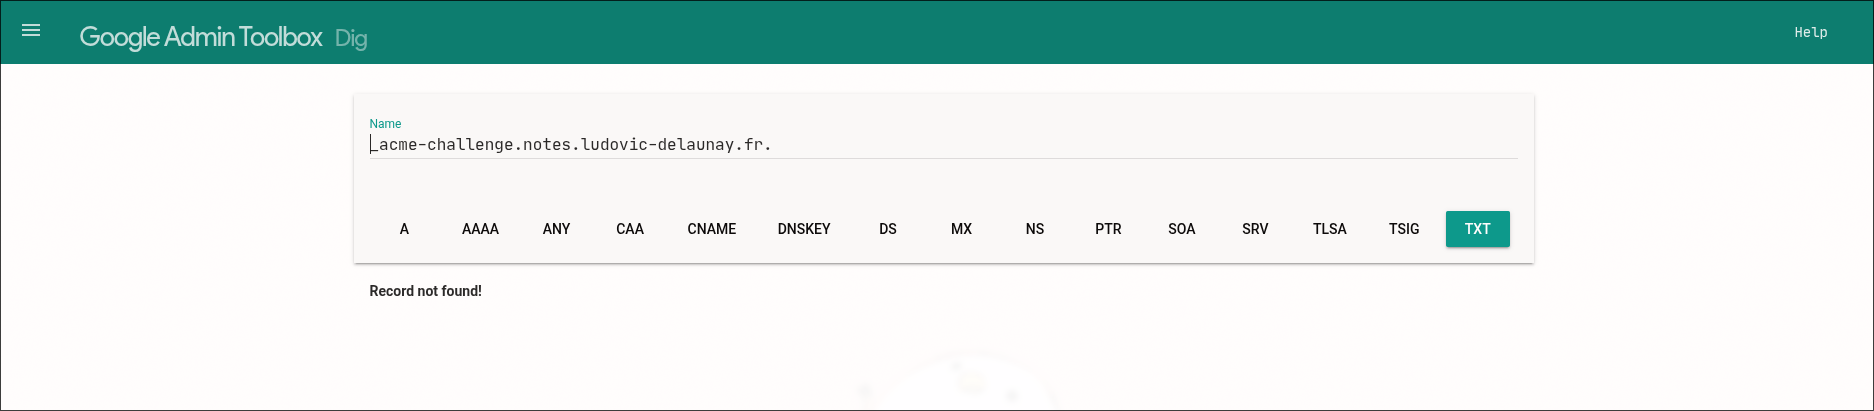 Google Admin Toolbox Dig
Help
Name
_acme-challenge.notes.ludovic-delaunay.fr.
A AAAA ANY CAA CNAME DNSKEY DS MX NS PTR SOA SRV TLSA TSIG TXT
Record not found!